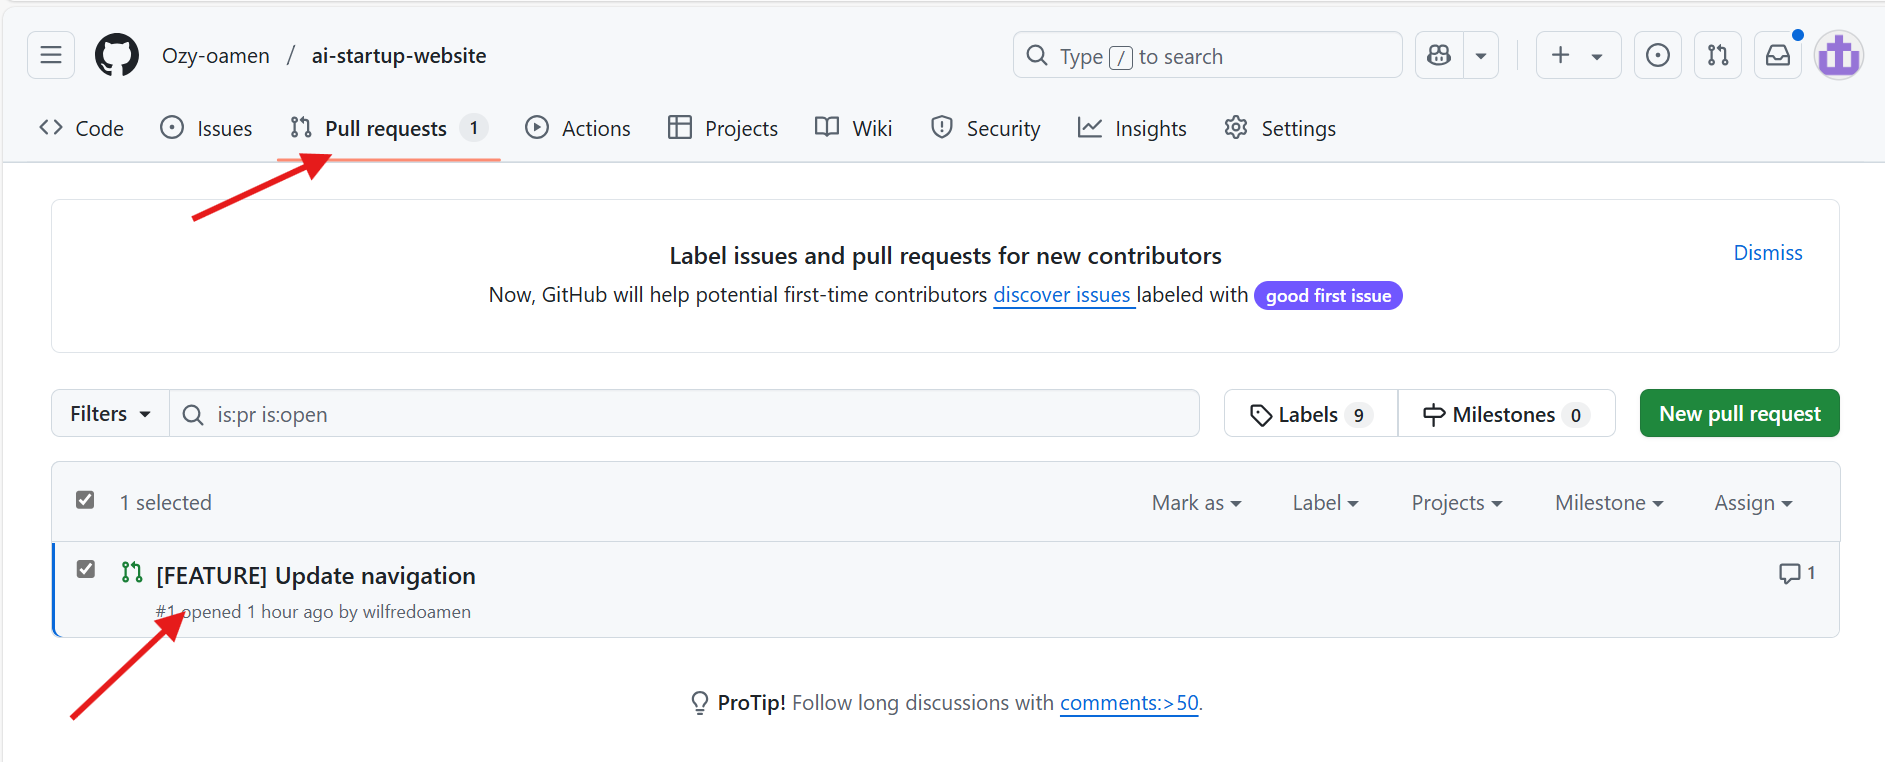 Ozy-oamen / ai-startup-website
Type / to search
Code Issues Pull requests 1 Actions Projects Wiki Security Insights Settings
Label issues and pull requests for new contributors
Dismiss
Now, GitHub will help potential first-time contributors discover issues labeled with good first issue
Filters is:pr is:open Labels 9 Milestones 0 New pull request
1 selected Mark as Label Projects Milestone Assign
[FEATURE] Update navigation 1
#1 opened 1 hour ago by wilfredoamen
ProTip! Follow long discussions with comments:>50.